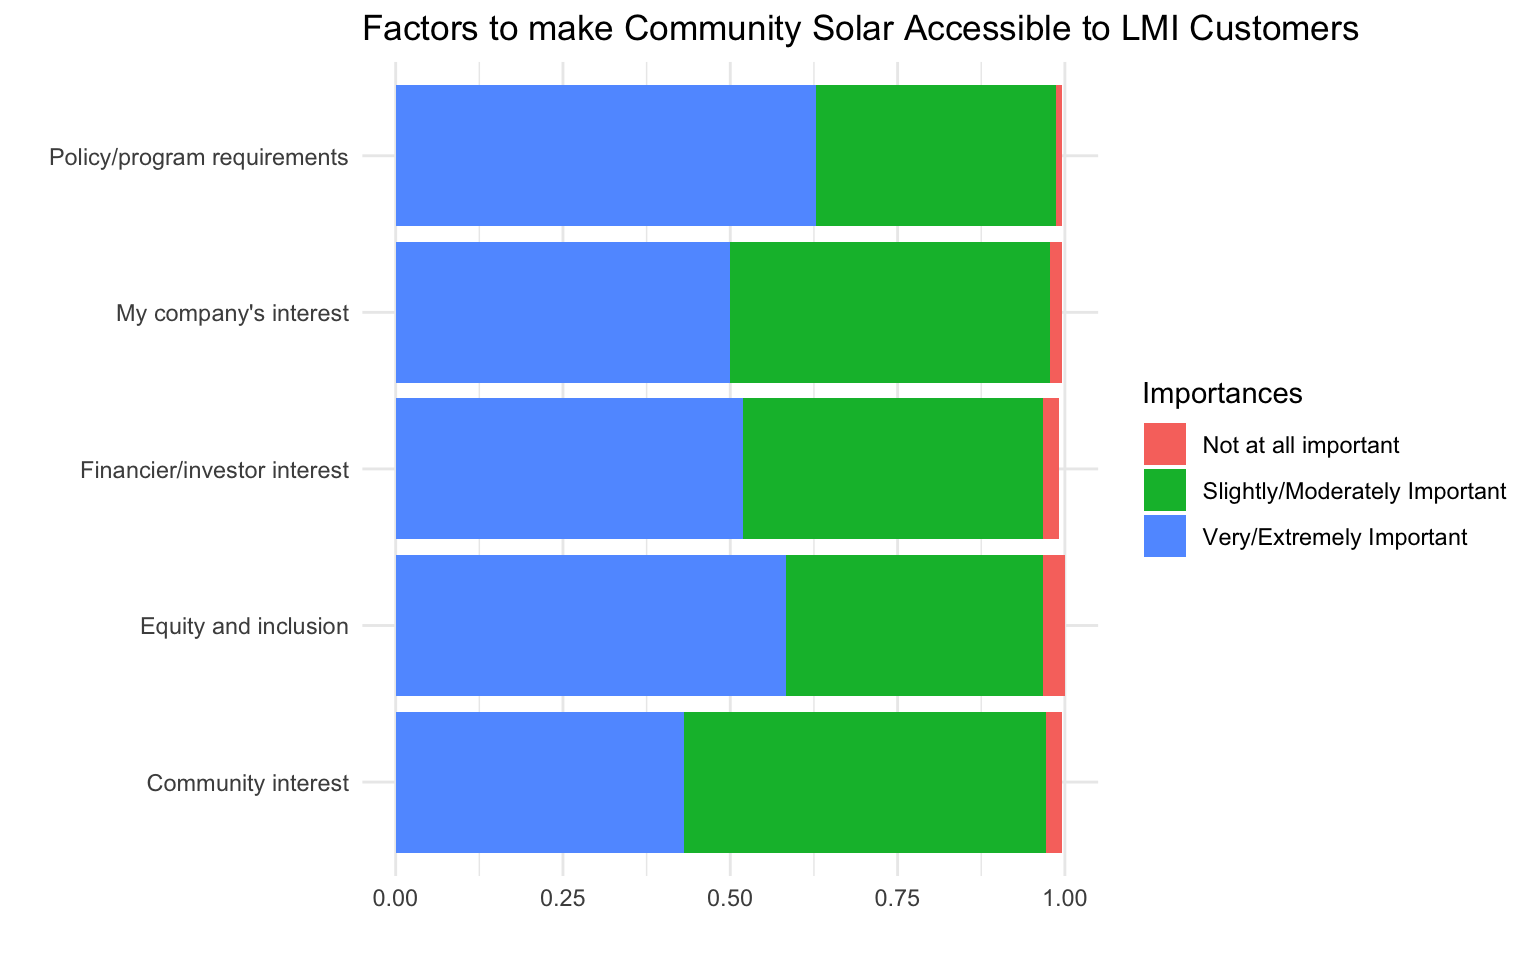 Factors to make Community Solar Accessible to LMI Customers
Policy/program requirements
My company's interest
Financier/investor interest
Equity and inclusion
Community interest
0.00 0.25 0.50 0.75 1.00
Importances
Not at all important
Slightly/Moderately Important
Very/Extremely Important